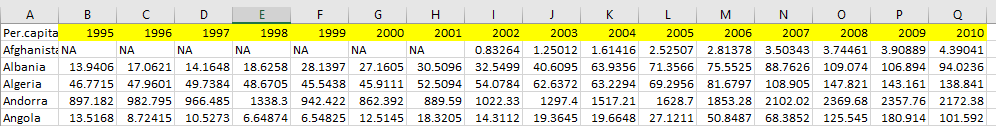 A B C D E F G H I J K L M N O P Q
Per.capita 1995 1996 1997 1998 1999 2000 2001 2002 2003 2004 2005 2006 2007 2008 2009 2010
Afghanista NA NA NA NA NA NA NA 0.83264 1.25012 1.61416 2.52507 2.81378 3.50343 3.74461 3.90889 4.39041
Albania 13.9406 17.0621 14.1648 18.6258 28.1397 27.1605 30.5096 32.5499 40.6095 63.9356 71.3566 75.5525 88.7626 109.074 106.894 94.0236
Algeria 46.7715 47.9601 49.7384 48.6705 45.5438 45.9111 52.5094 54.0784 62.6372 63.2294 69.2956 81.6797 108.905 147.821 143.161 138.841
Andorra 897.182 982.795 966.485 1338.3 942.422 862.392 889.59 1022.33 1297.4 1517.21 1628.7 1853.28 2102.02 2369.68 2357.76 2172.38
Angola 13.5168 8.72415 10.5273 6.64874 6.54825 12.5145 18.3205 14.3112 19.3645 19.6648 27.1211 50.8487 68.3852 125.545 180.914 101.592